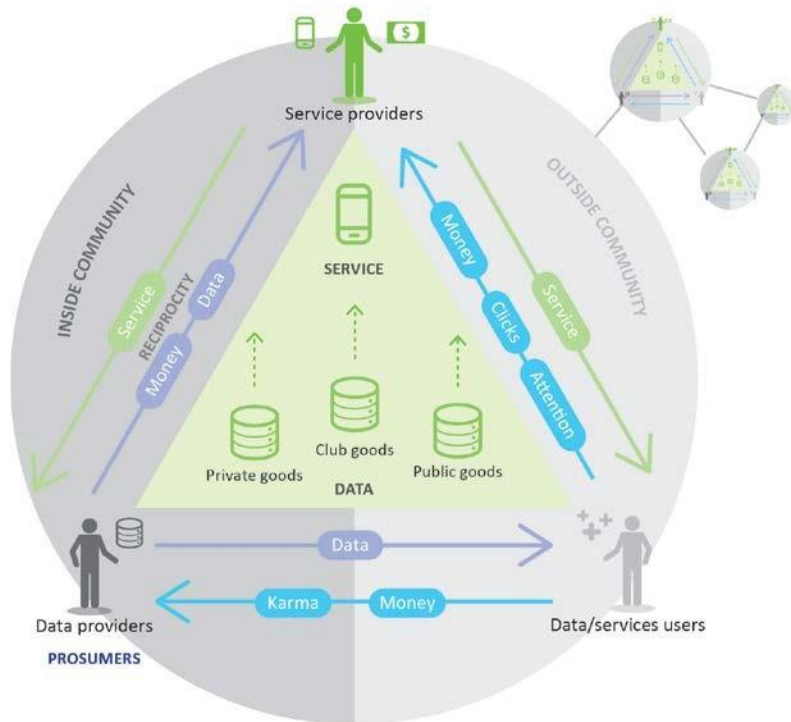 $
Service providers
INSIDE COMMUNITY
OUTSIDE COMMUNITY
Service
RECIPROCITY
Money
Data
SERVICE
Money
Clicks
Attention
Service
Private goods
Club goods
Public goods
DATA
Data
Karma
Money
Data providers
PROSUMERS
Data/services users